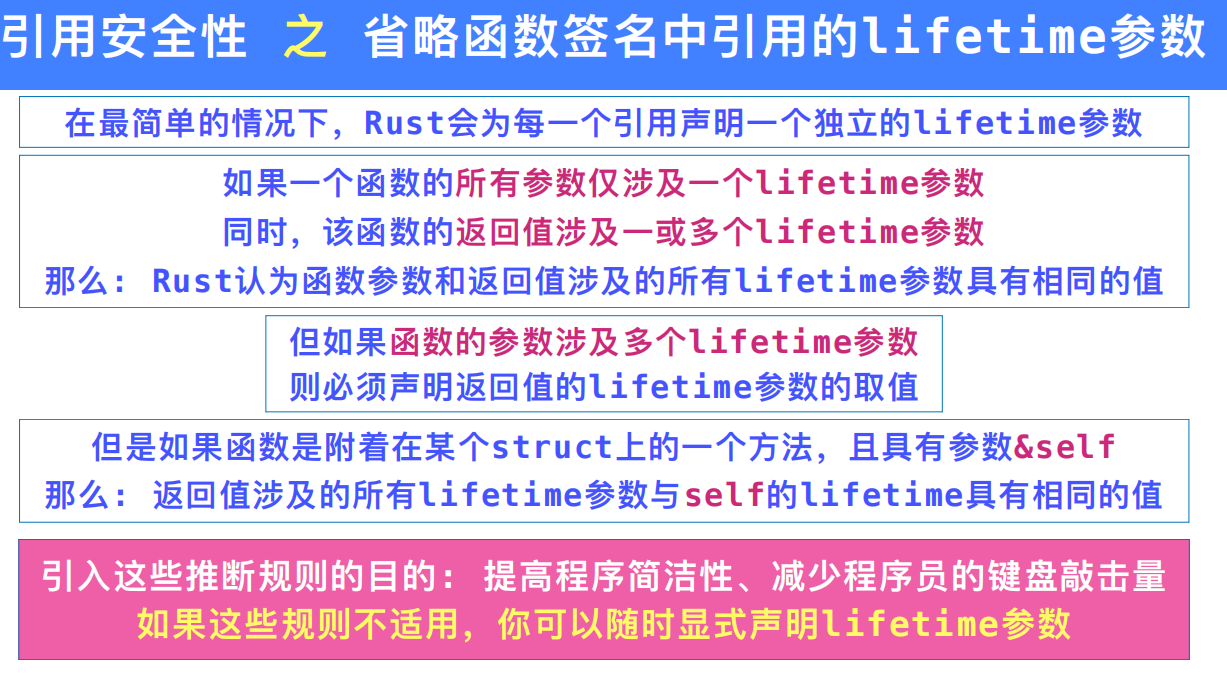 引用安全性 之 省略函数签名中引用的lifetime参数
在最简单的情况下，Rust会为每一个引用声明一个独立的lifetime参数
如果一个函数的所有参数仅涉及一个lifetime参数
同时，该函数的返回值涉及一或多个lifetime参数
那么: Rust认为函数参数和返回值涉及的所有lifetime参数具有相同的值
但如果函数的参数涉及多个lifetime参数
则必须声明返回值的lifetime参数的取值
但是如果函数是附着在某个struct上的一个方法，且具有参数&self
那么: 返回值涉及的所有lifetime参数与self的lifetime具有相同的值
引入这些推断规则的目的: 提高程序简洁性、减少程序员的键盘敲击量
如果这些规则不适用，你可以随时显式声明lifetime参数